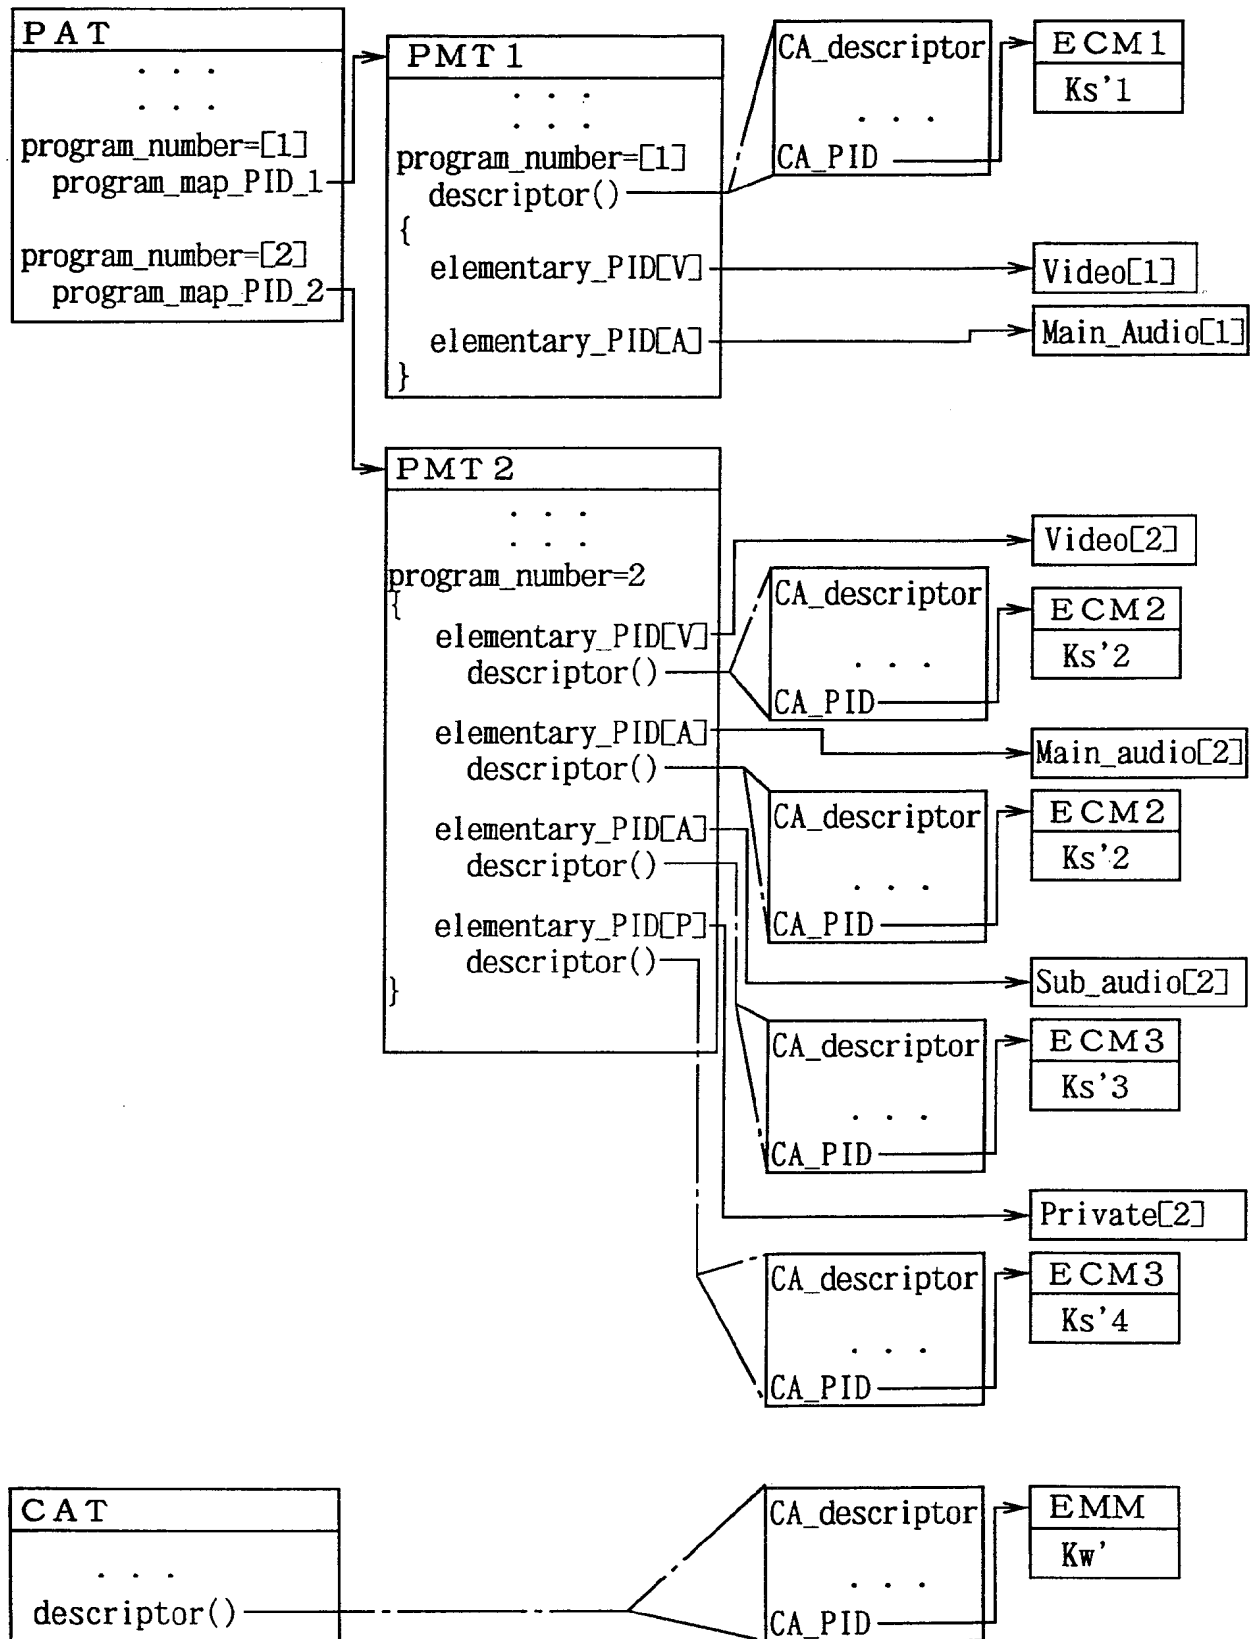 PAT
. . .
. . .
program_number=[1]
program_map_PID_1
program_number=[2]
program_map_PID_2
PMT1
. . .
. . .
program_number=[1]
descriptor()
{
elementary_PID[V]
elementary_PID[A]
}
CA_descriptor
. . .
CA_PID
ECM1
Ks'1
Video[1]
Main_Audio[1]
PMT2
. . .
. . .
program_number=2
{
elementary_PID[V]
descriptor()
elementary_PID[A]
descriptor()
elementary_PID[A]
descriptor()
elementary_PID[P]
descriptor()
}
Video[2]
CA_descriptor
. . .
CA_PID
ECM2
Ks'2
Main_audio[2]
CA_descriptor
. . .
CA_PID
ECM2
Ks'2
Sub_audio[2]
CA_descriptor
. . .
CA_PID
ECM3
Ks'3
Private[2]
CA_descriptor
. . .
CA_PID
ECM3
Ks'4
CAT
. . .
descriptor()
CA_descriptor
. . .
CA_PID
EMM
Kw'